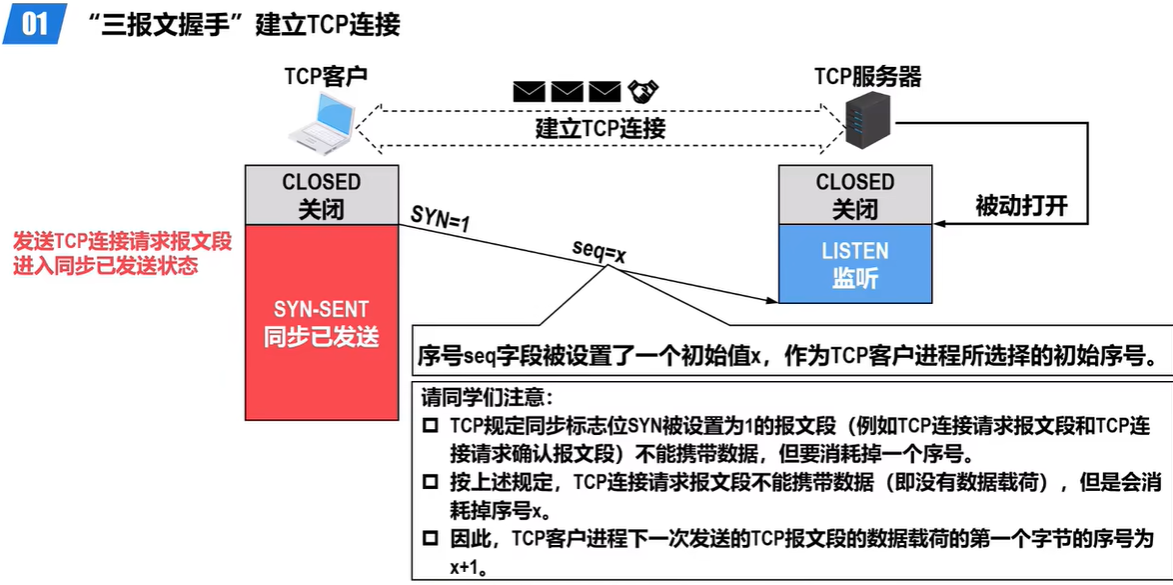 01 “三报文握手”建立TCP连接
TCP客户
TCP服务器
建立TCP连接
CLOSED
关闭
CLOSED
关闭
被动打开
SYN=1
seq=x
发送TCP连接请求报文段
进入同步已发送状态
LISTEN
监听
SYN-SENT
同步已发送
序号seq字段被设置了一个初始值x，作为TCP客户进程所选择的初始序号。
请同学们注意：
TCP规定同步标志位SYN被设置为1的报文段（例如TCP连接请求报文段和TCP连
接请求确认报文段）不能携带数据，但要消耗掉一个序号。
按上述规定，TCP连接请求报文段不能携带数据（即没有数据载荷），但是会消
耗掉序号x。
因此，TCP客户进程下一次发送的TCP报文段的数据载荷的第一个字节的序号为
x+1。